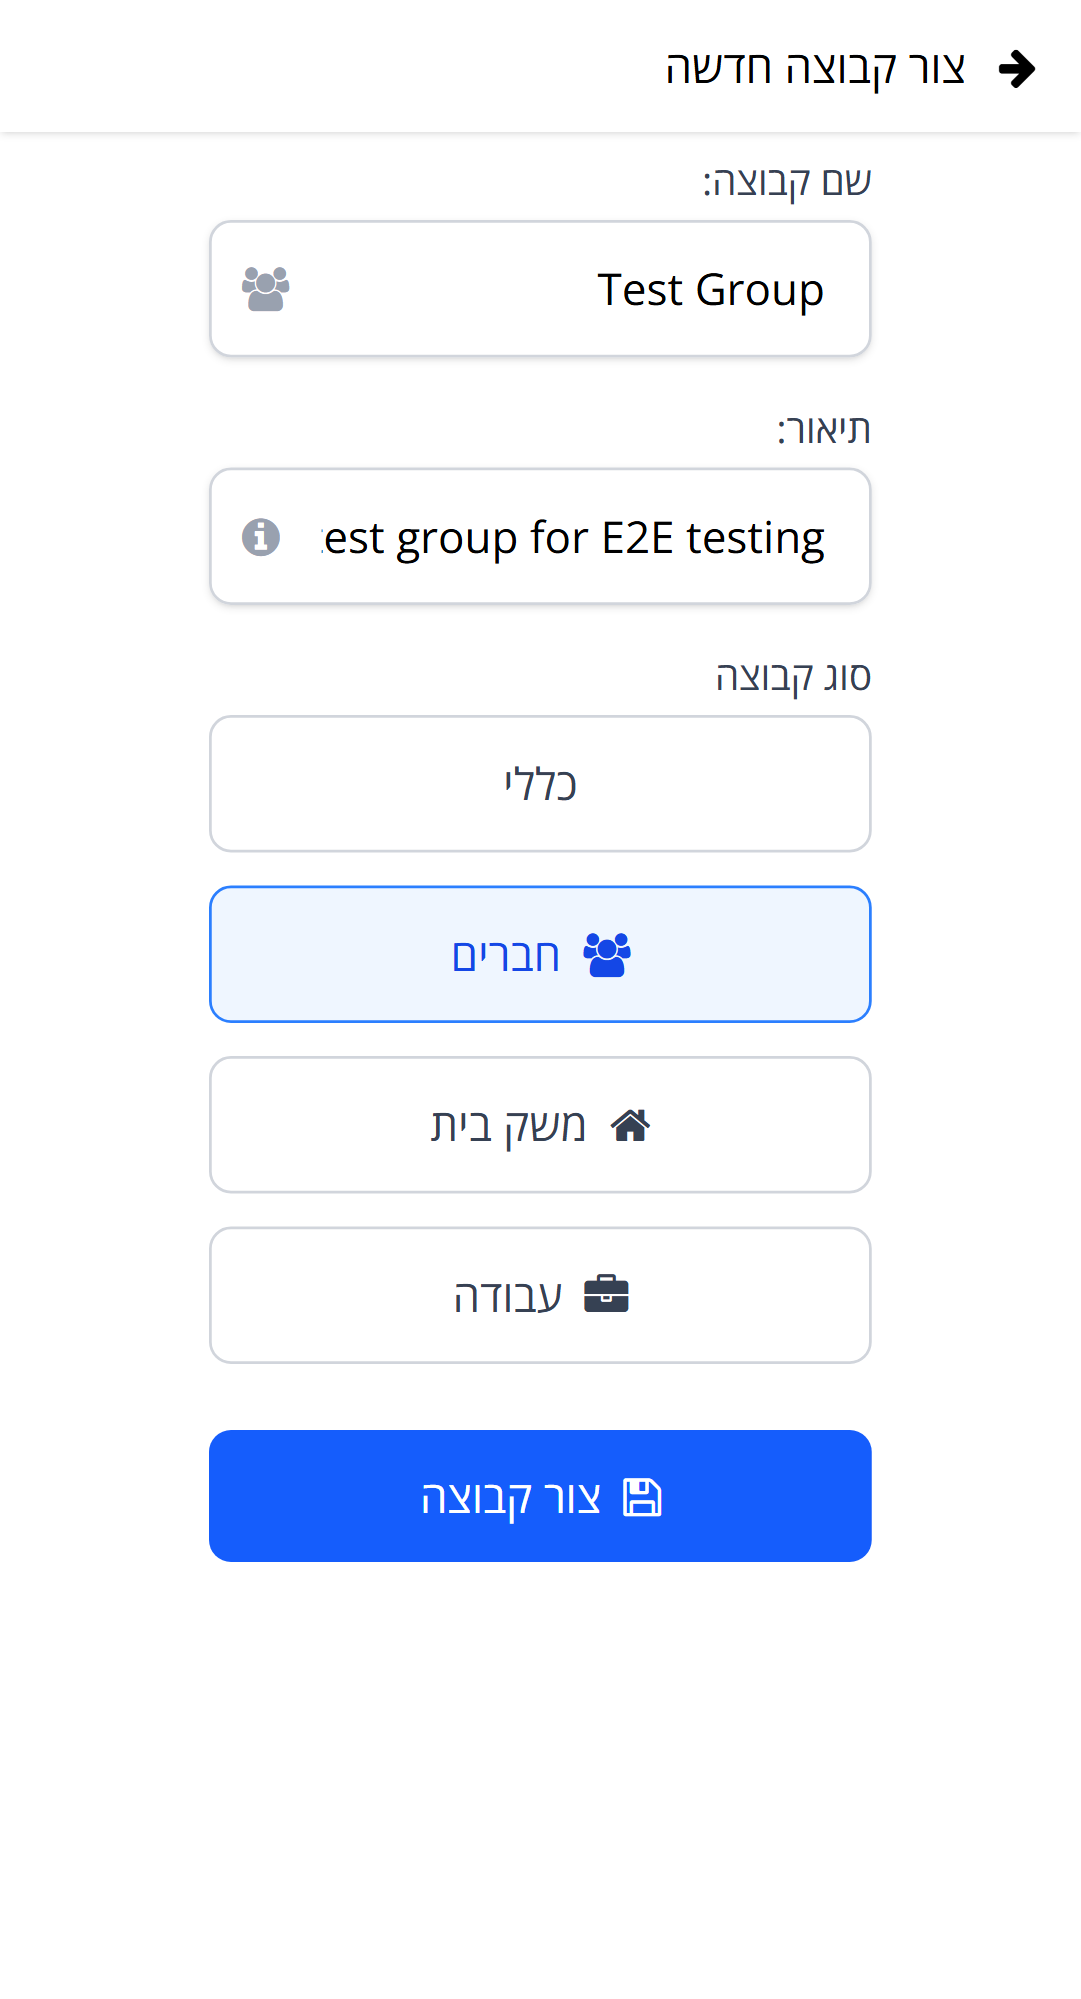 צור קבוצה חדשה
שם קבוצה:
Test Group
תיאור:
est group for E2E testing
סוג קבוצה
כללי
חברים
משק בית
עבודה
צור קבוצה